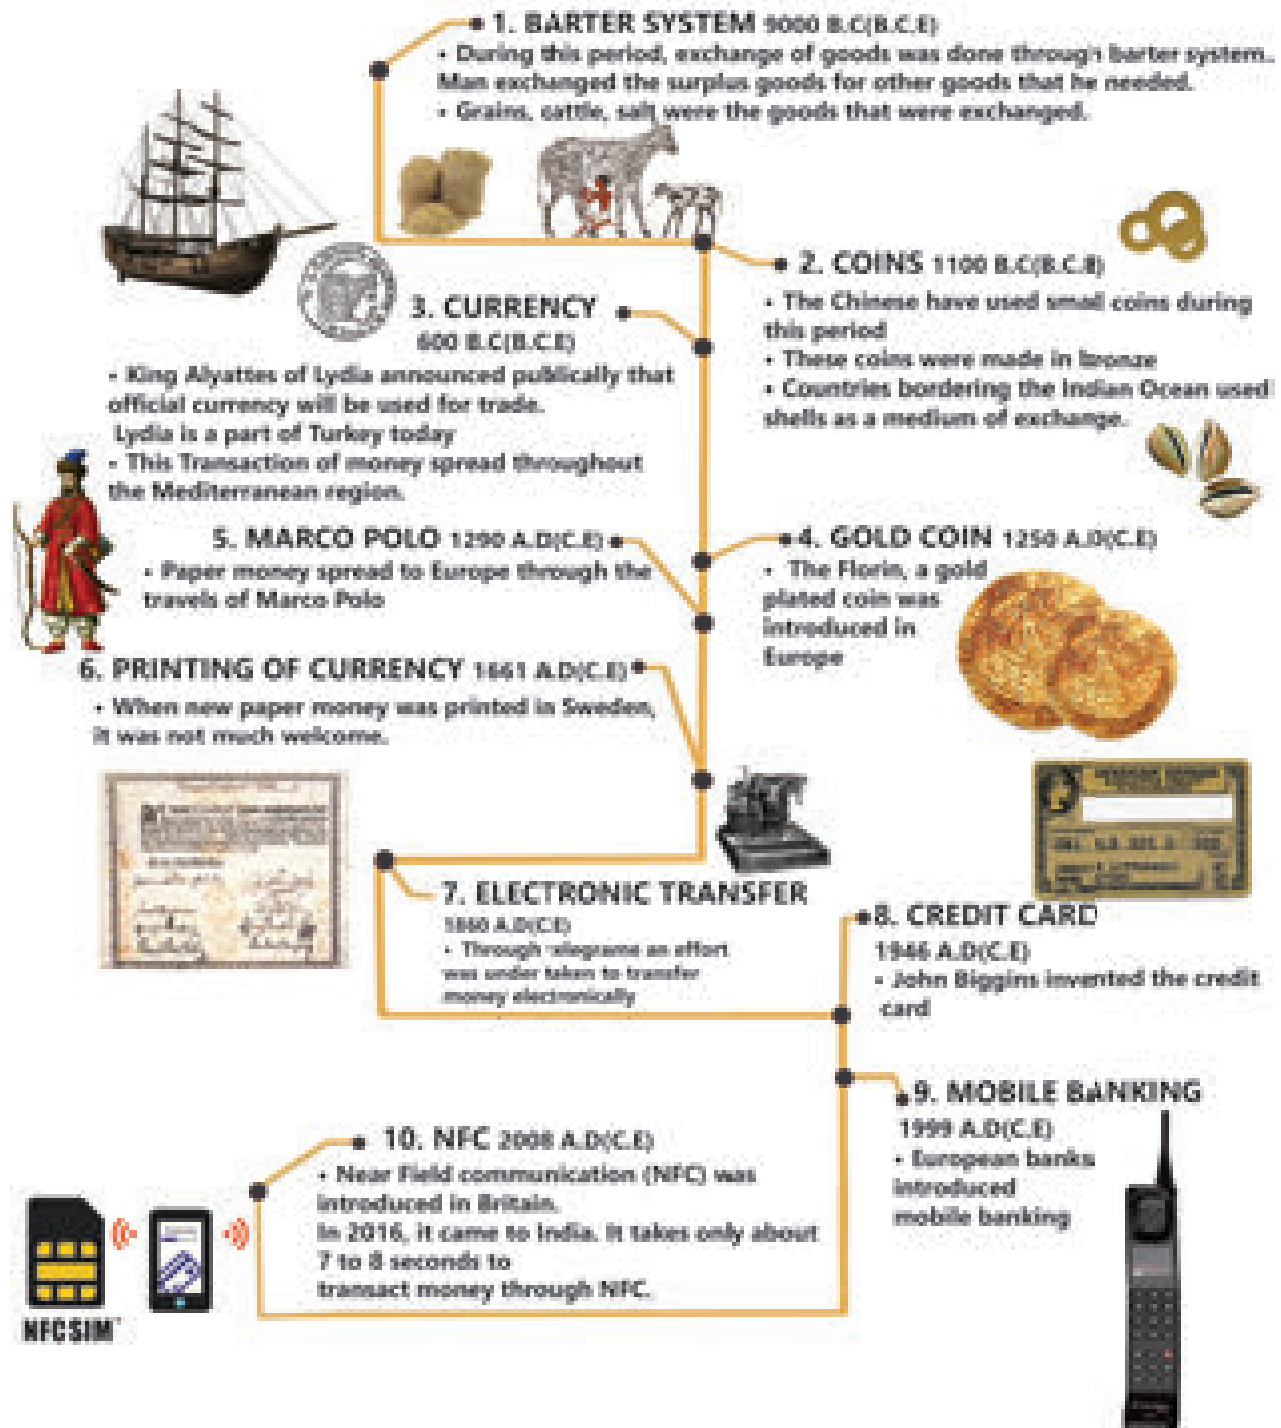 1. BARTER SYSTEM 9000 B.C(B.C.E)
• During this period, exchange of goods was done through barter system.
Man exchanged the surplus goods for other goods that he needed.
• Grains, cattle, salt were the goods that were exchanged.
2. COINS 1100 B.C(B.C.E)
• The Chinese have used small coins during
this period
• These coins were made in bronze
• Countries bordering the Indian Ocean used
shells as a medium of exchange.
3. CURRENCY
600 B.C(B.C.E)
• King Alyattes of Lydia announced publically that
official currency will be used for trade.
Lydia is a part of Turkey today
• This Transaction of money spread throughout
the Mediterranean region.
4. GOLD COIN 1250 A.D(C.E)
• The Florin, a gold
plated coin was
introduced in
Europe
5. MARCO POLO 1290 A.D(C.E)
• Paper money spread to Europe through the
travels of Marco Polo
6. PRINTING OF CURRENCY 1661 A.D(C.E)
• When new paper money was printed in Sweden,
it was not much welcome.
7. ELECTRONIC TRANSFER
1860 A.D(C.E)
• Through telegrame an effort
was under taken to transfer
money electronically
8. CREDIT CARD
1946 A.D(C.E)
• John Biggins invented the credit
card
9. MOBILE BANKING
1999 A.D(C.E)
• European banks
introduced
mobile banking
10. NFC 2008 A.D(C.E)
• Near Field communication (NFC) was
introduced in Britain.
In 2016, it came to India. It takes only about
7 to 8 seconds to
transact money through NFC.
NFC SIM